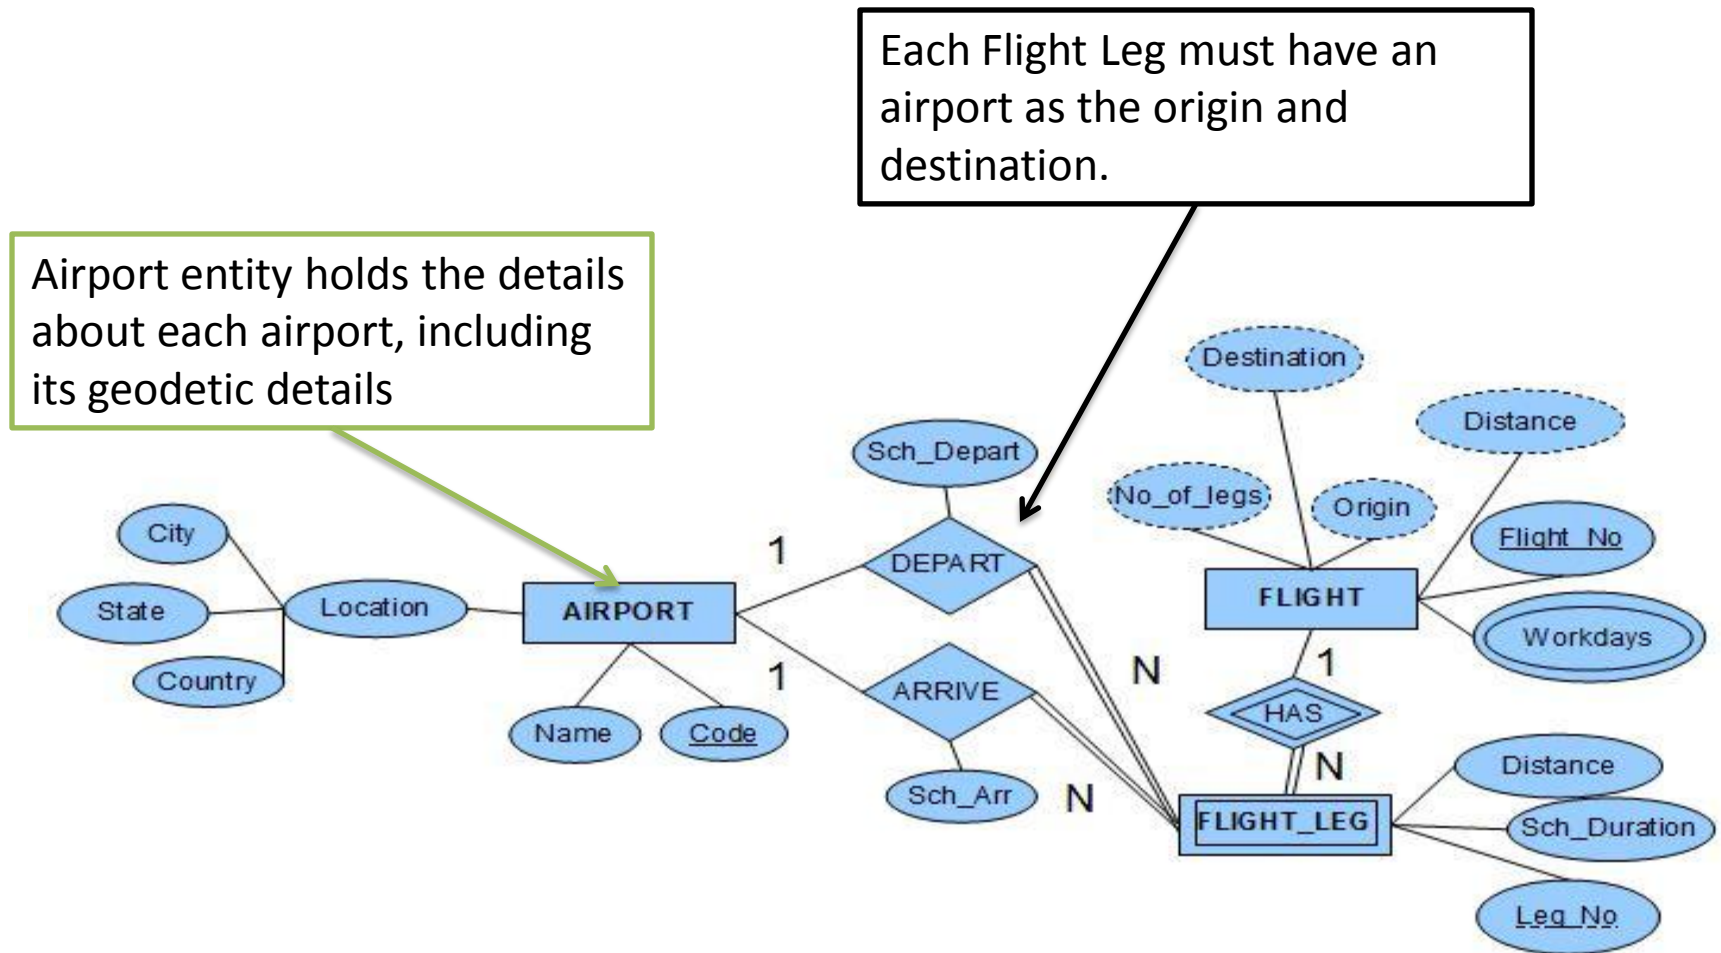 Each Flight Leg must have an
airport as the origin and
destination.
Airport entity holds the details
about each airport, including
its geodetic details
Destination
Distance
Sch_Depart
No_of_legs
Origin
City
Flight_No
1
DEPART
FLIGHT
State
Location
AIRPORT
Workdays
Country
1
ARRIVE
N
1
HAS
Name
Code
Sch_Arr
N
N
Distance
FLIGHT_LEG
Sch_Duration
Leg_No